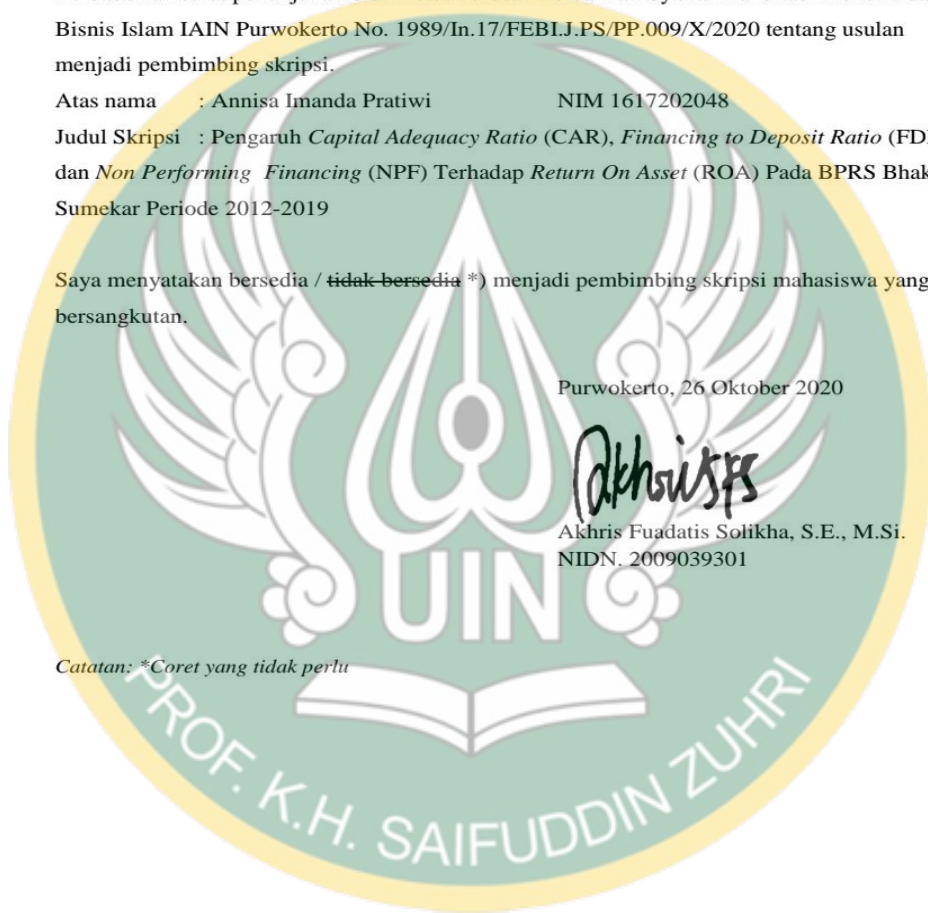 Bisnis Islam IAIN Purwokerto No. 1989/In.17/FEBI.J.PS/PP.009/X/2020 tentang usulan
menjadi pembimbing skripsi.
Atas nama : Annisa Imanda Pratiwi NIM 1617202048
Judul Skripsi : Pengaruh Capital Adequacy Ratio (CAR), Financing to Deposit Ratio (FD
dan Non Performing Financing (NPF) Terhadap Return On Asset (ROA) Pada BPRS Bhak
Sumekar Periode 2012-2019
Saya menyatakan bersedia / tidak bersedia *) menjadi pembimbing skripsi mahasiswa yang
bersangkutan.
Purwokerto, 26 Oktober 2020
Akhris Fuadatis Solikha, S.E., M.Si.
NIDN. 2009039301
UIN
Catatan: *Coret yang tidak perlu
PROF. K.H. SAIFUDDIN ZUHRI